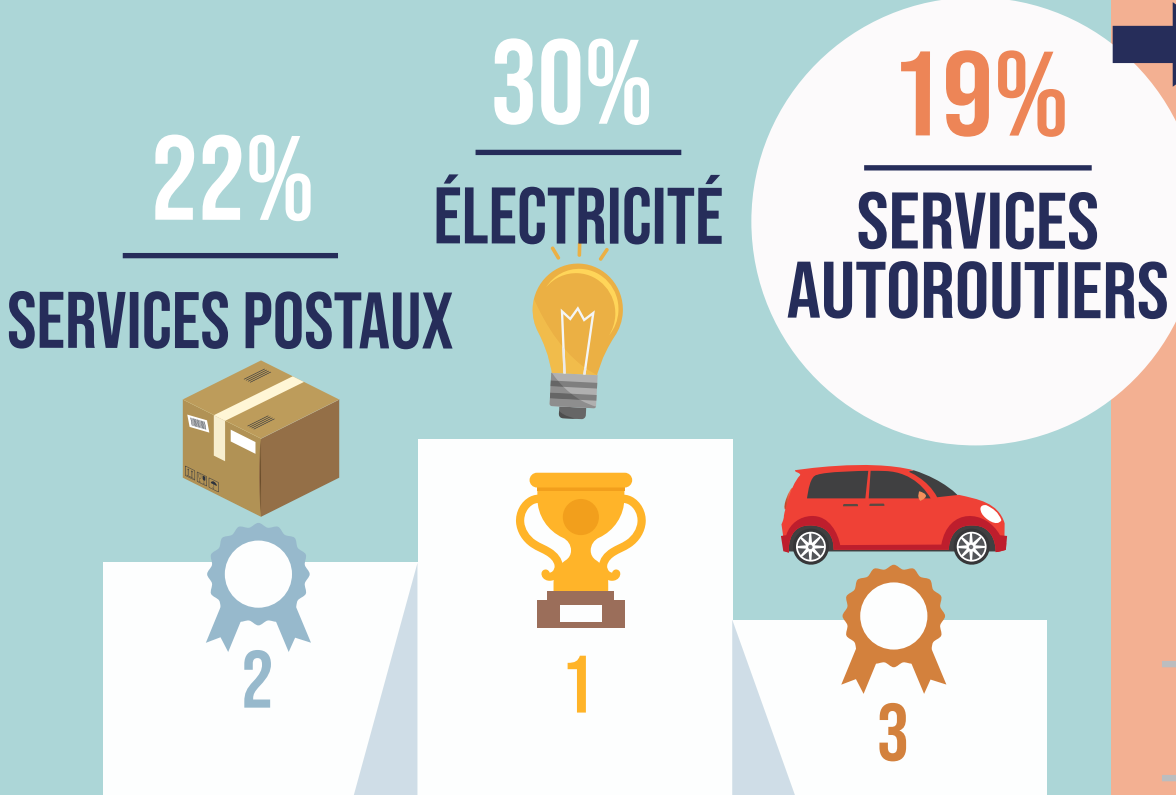 22%
SERVICES POSTAUX
2
30%
ÉLECTRICITÉ
1
19%
SERVICES
AUTOROUTIERS
3